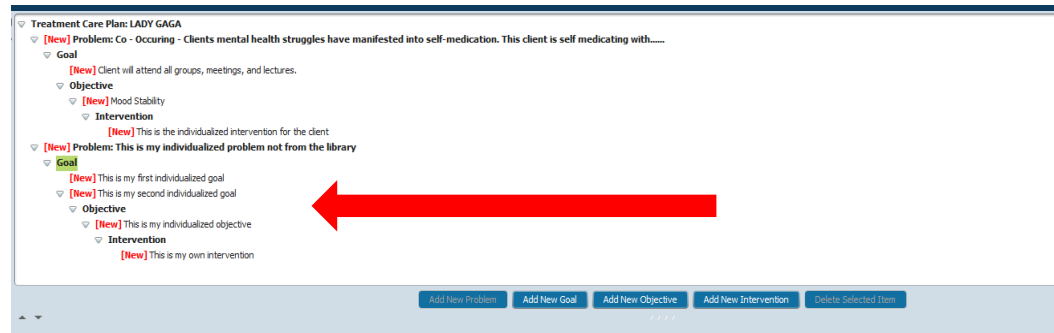 Treatment Care Plan: LADY GAGA
[New] Problem: Co - Occuring - Clients mental health struggles have manifested into self-medication. This client is self medicating with......
Goal
[New] Client will attend all groups, meetings, and lectures.
Objective
[New] Mood Stability
Intervention
[New] This is the individualized intervention for the client
[New] Problem: This is my individualized problem not from the library
Goal
[New] This is my first individualized goal
[New] This is my second individualized goal
Objective
[New] This is my individualized objective
Intervention
[New] This is my own intervention
Add New Problem Add New Goal Add New Objective Add New Intervention Delete Selected Item